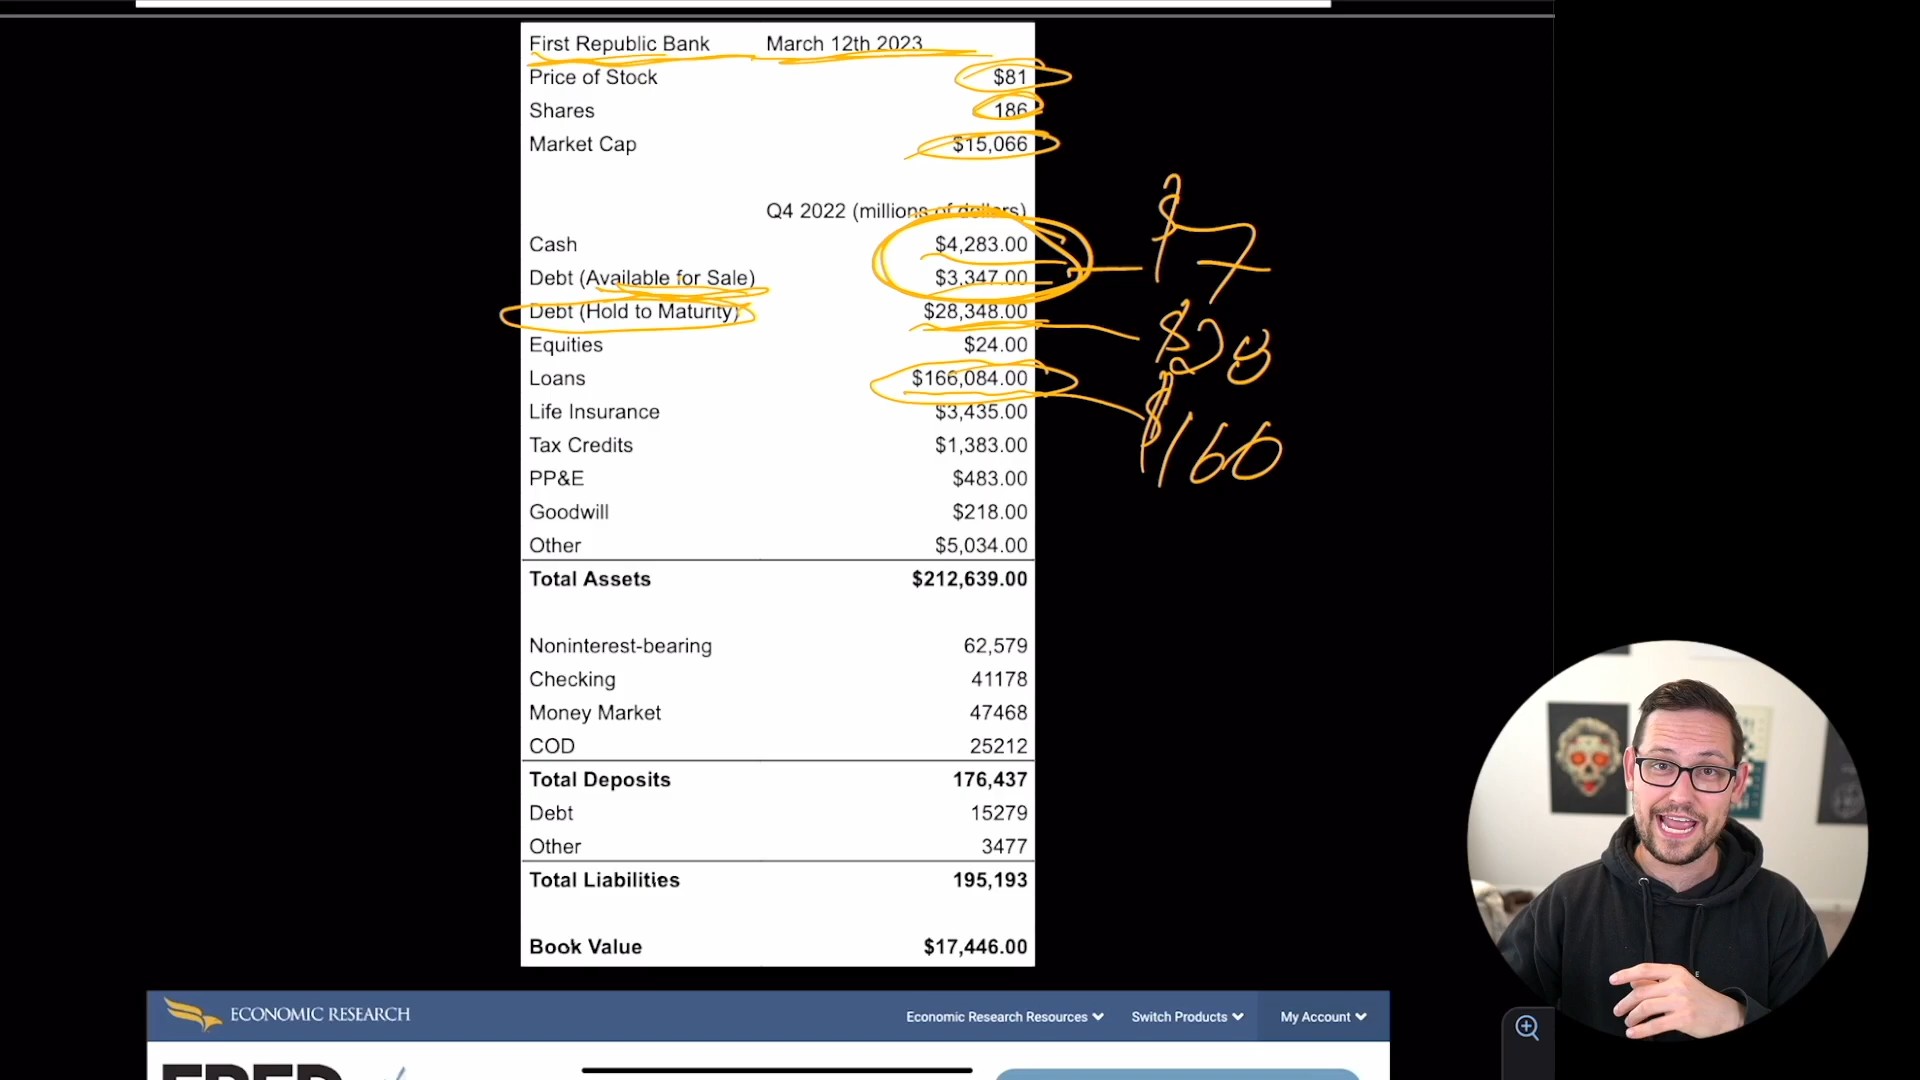 First Republic Bank March 12th 2023
Price of Stock $81
Shares 186
Market Cap $15,066
Q4 2022 (millions of dollars)
Cash $4,283.00
Debt (Available for Sale) $3,347.00
Debt (Hold to Maturity) $28,348.00
Equities $24.00
Loans $166,084.00
Life Insurance $3,435.00
Tax Credits $1,383.00
PP&E $483.00
Goodwill $218.00
Other $5,034.00
Total Assets $212,639.00
Noninterest-bearing 62,579
Checking 41178
Money Market 47468
COD 25212
Total Deposits 176,437
Debt 15279
Other 3477
Total Liabilities 195,193
Book Value $17,446.00
$7
$28
$166
ECONOMIC RESEARCH
Economic Research Resources Switch Products My Account
FRED